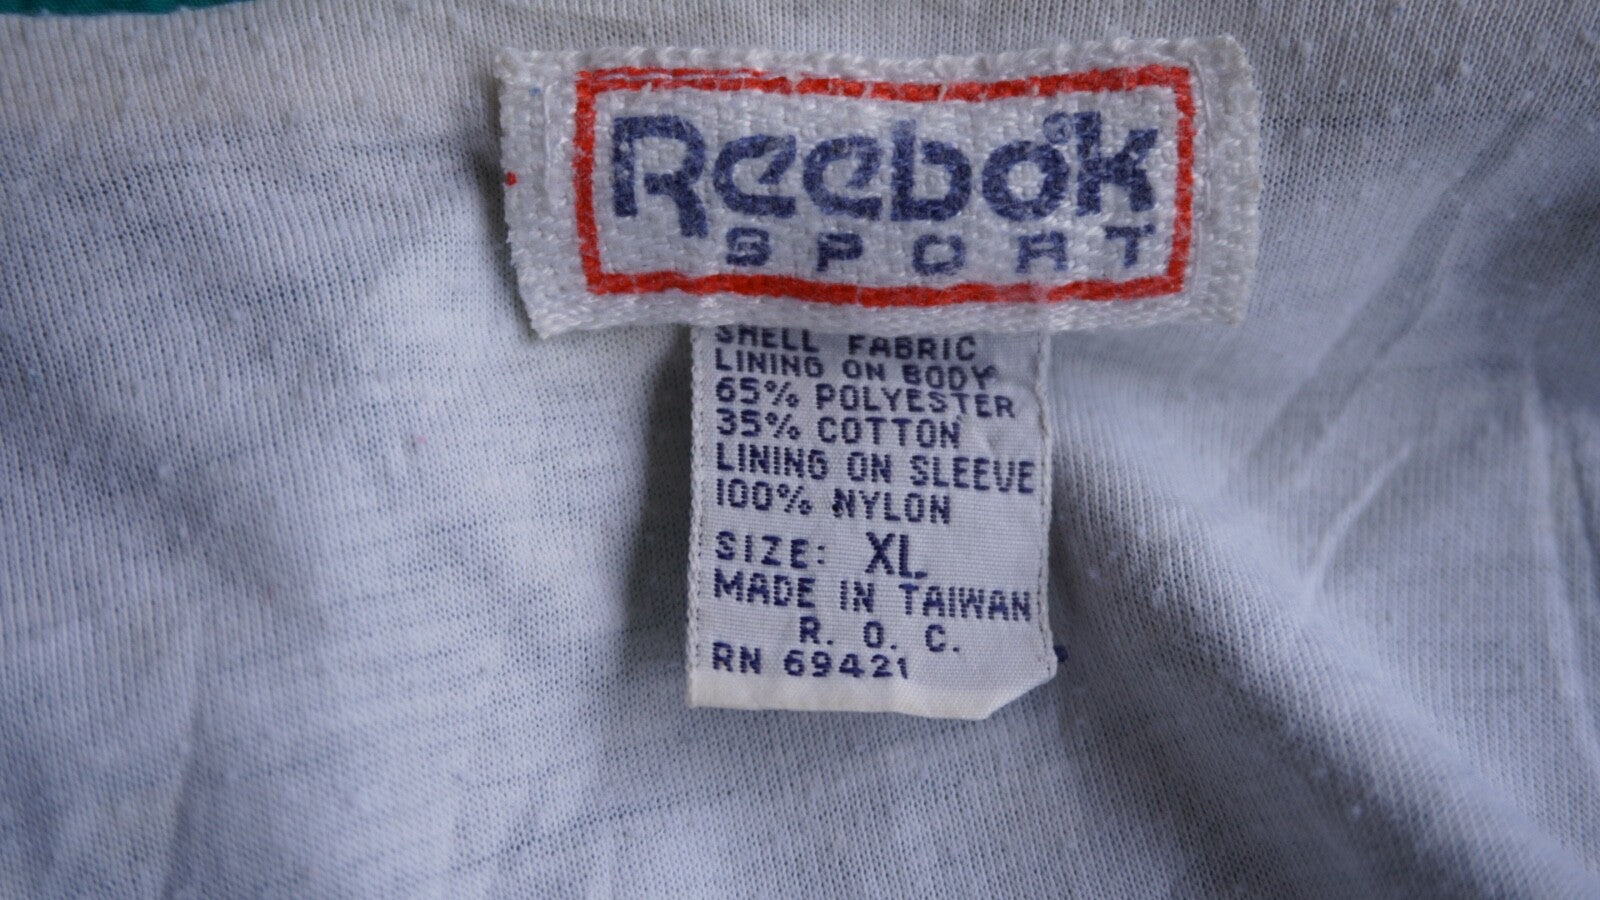 Reebok®
SPORT
SHELL FABRIC
LINING ON BODY
65% POLYESTER
35% COTTON
LINING ON SLEEVE
100% NYLON
SIZE: XL
MADE IN TAIWAN
R. O. C.
RN 69421